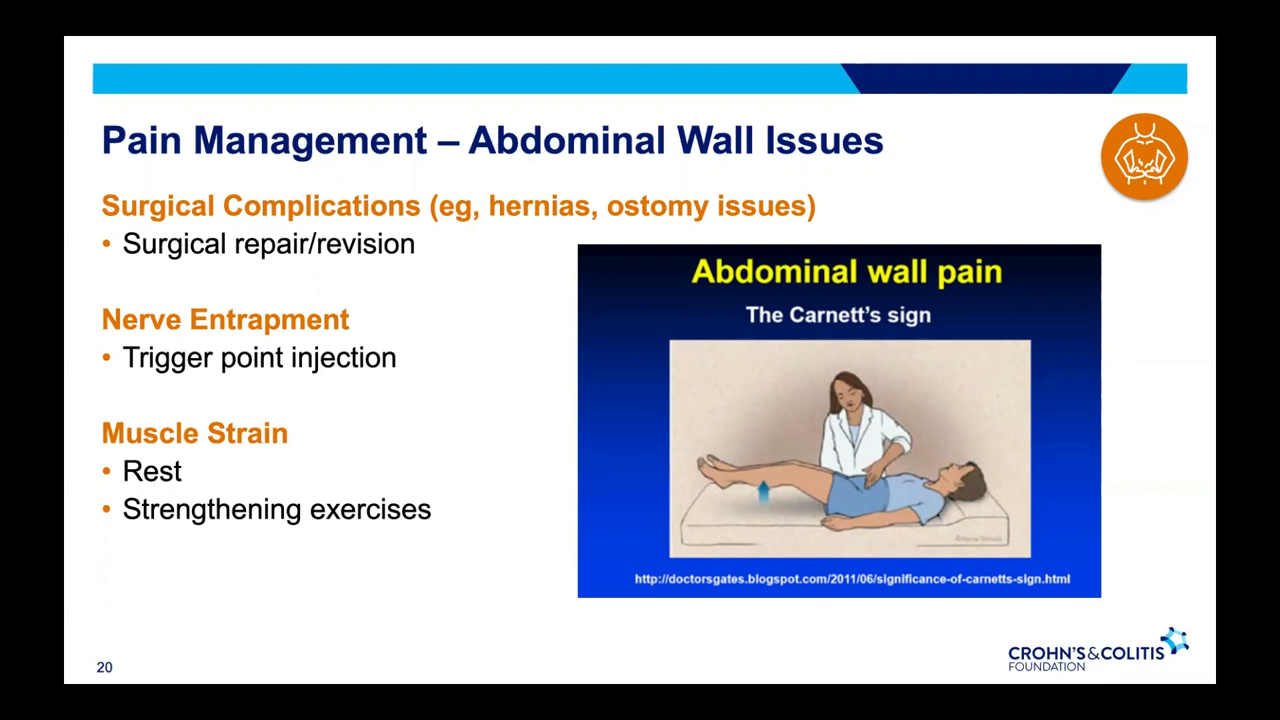 Pain Management – Abdominal Wall Issues
Surgical Complications (eg, hernias, ostomy issues)
• Surgical repair/revision
Nerve Entrapment
• Trigger point injection
Muscle Strain
• Rest
• Strengthening exercises
Abdominal wall pain
The Carnett's sign
http://doctorsgates.blogspot.com/2011/06/significance-of-carnetts-sign.html
20
CROHN'S & COLITIS
FOUNDATION